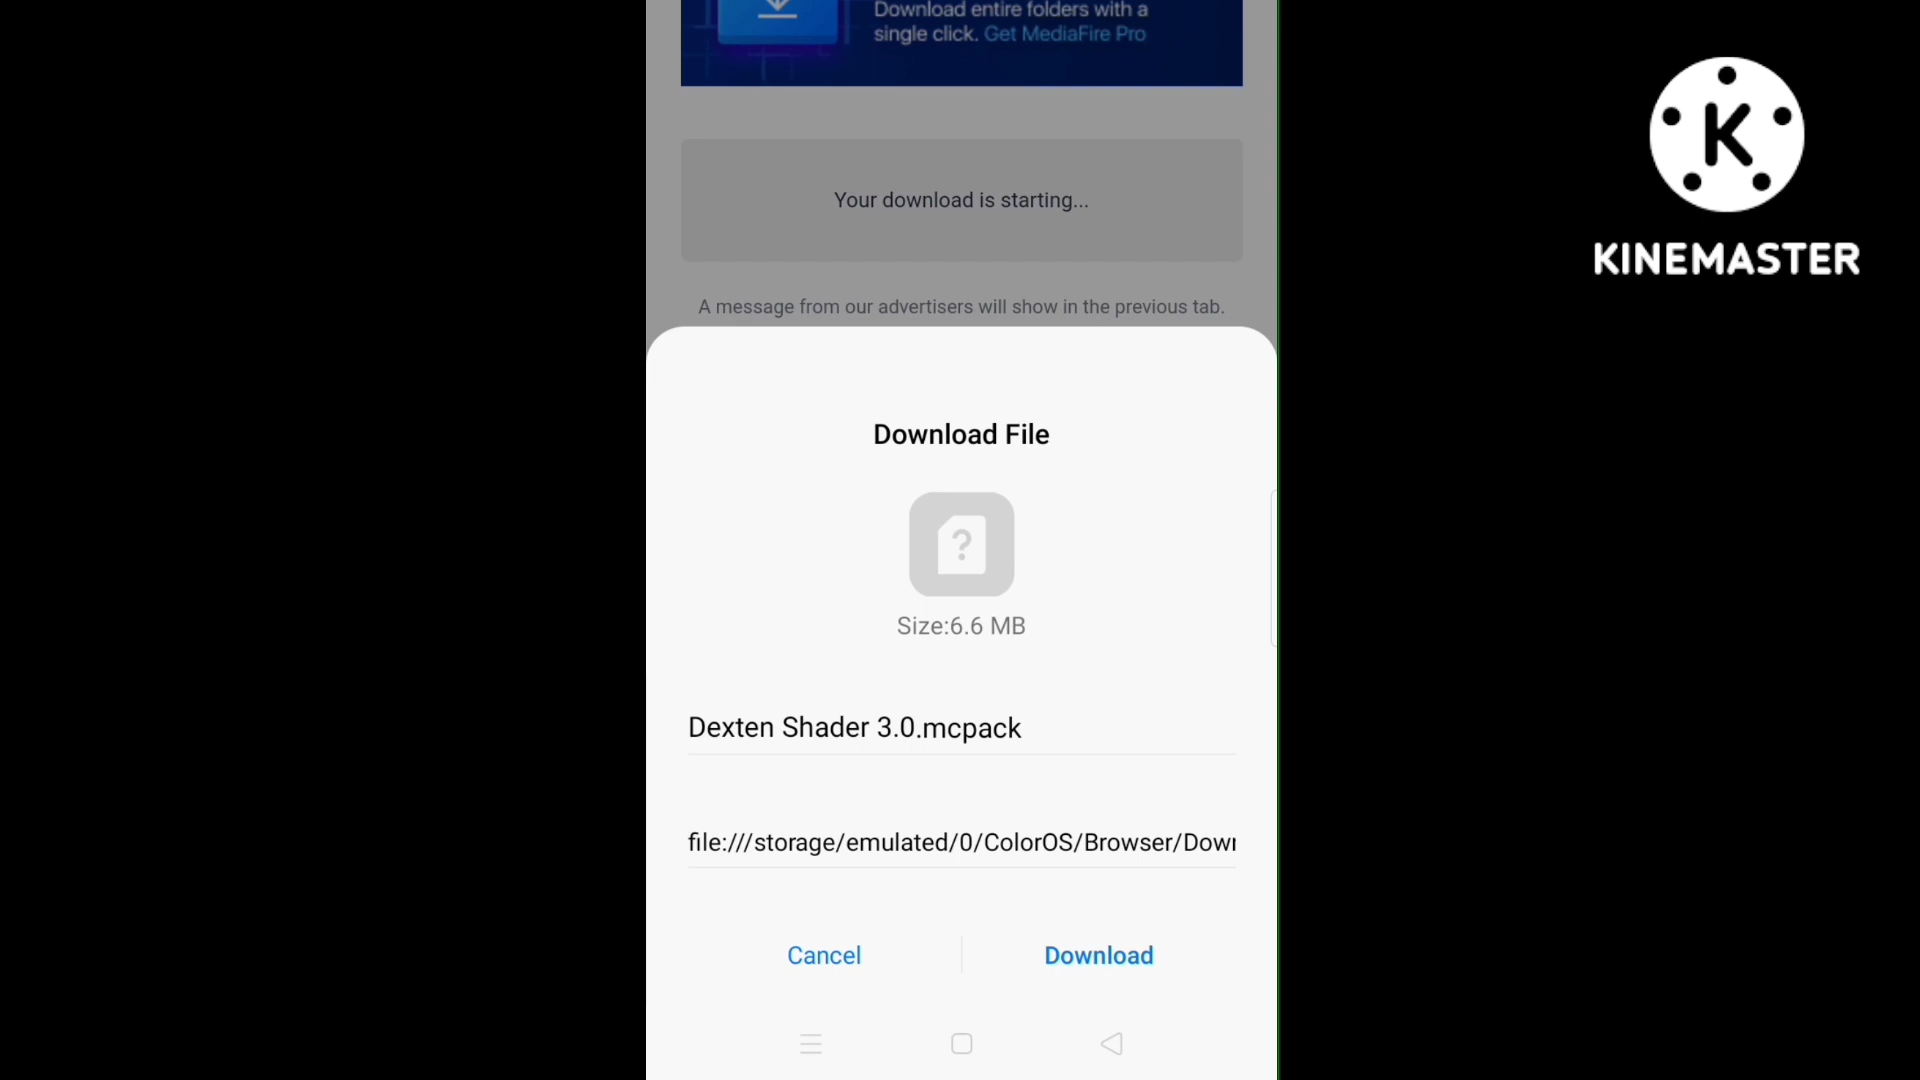 Download entire folders with a
single click. Get MediaFire Pro
K
KINEMASTER
Your download is starting...
A message from our advertisers will show in the previous tab.
Download File
?
Size:6.6 MB
Dexten Shader 3.0.mcpack
file:///storage/emulated/0/ColorOS/Browser/Down
Cancel
Download